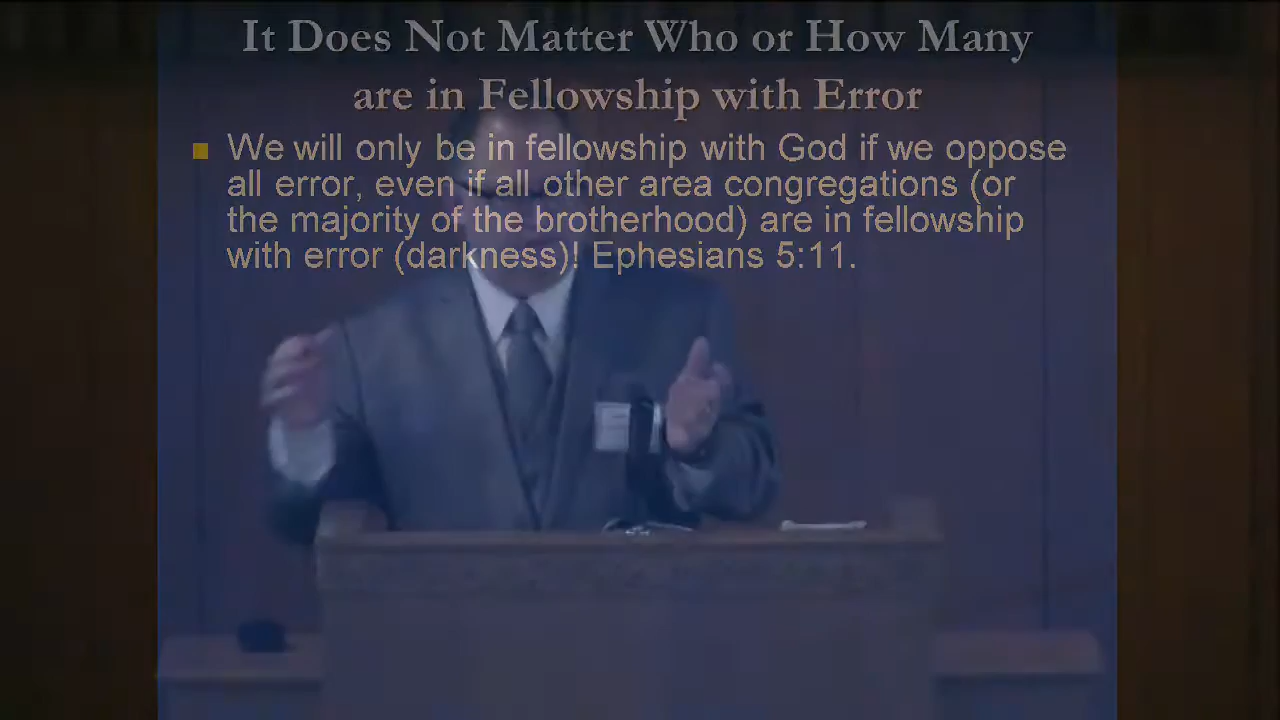 It Does Not Matter Who or How Many
are in Fellowship with Error
We will only be in fellowship with God if we oppose
all error, even if all other area congregations (or
the majority of the brotherhood) are in fellowship
with error (darkness)! Ephesians 5:11.